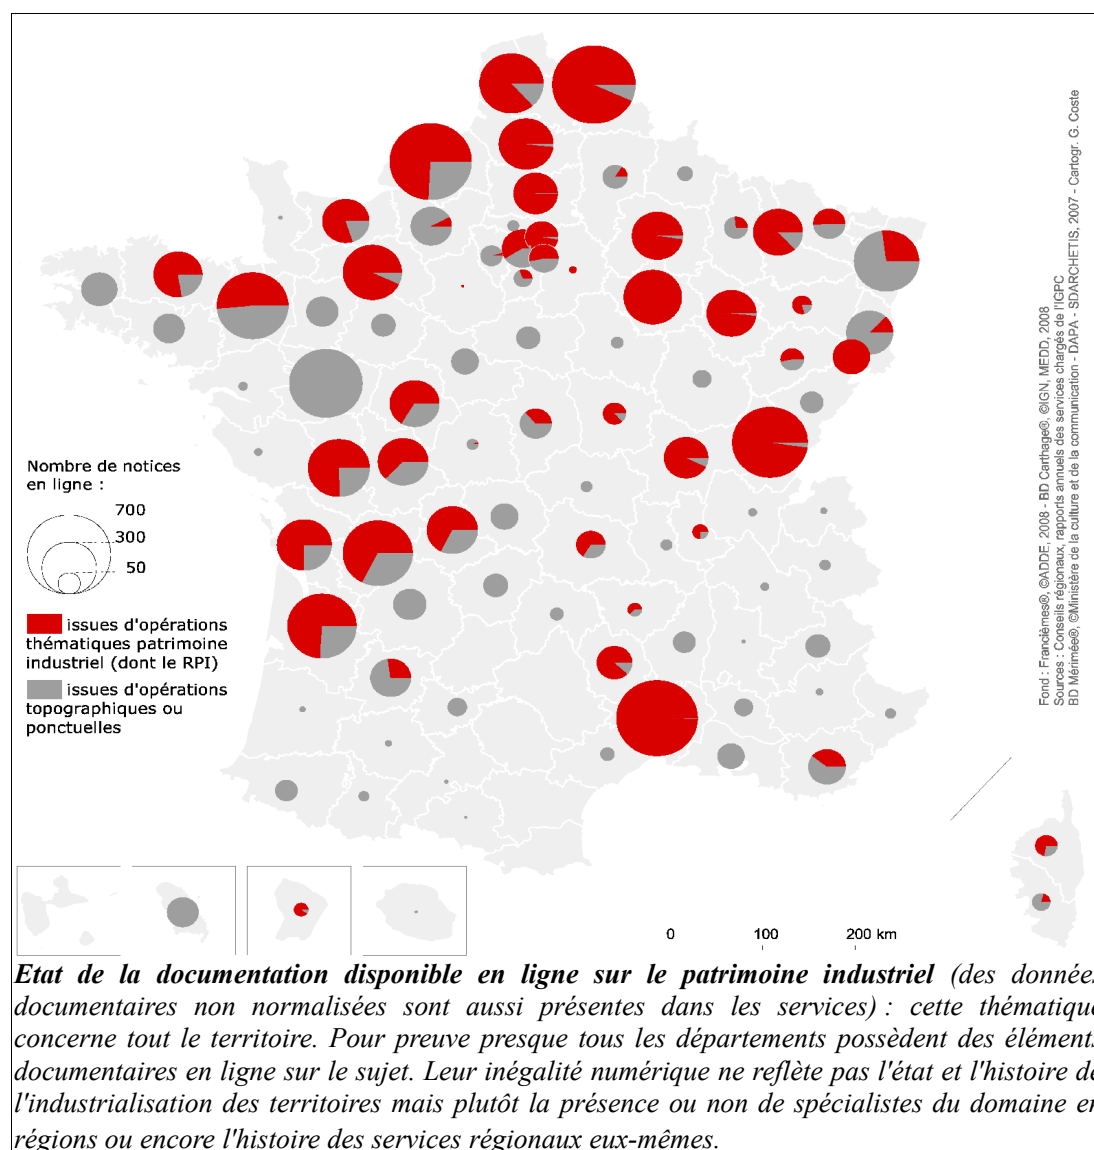 Nombre de notices
en ligne :
700
300
50
issues d'opérations
thématiques patrimoine
industriel (dont le RPI)
issues d'opérations
topographiques ou
ponctuelles
Fond : Francièmes®, ©ADDE, 2008 - BD Carthage®, ©IGN, MEDD, 2008
Sources : Conseils régionaux, rapports annuels des services chargés de l'IGPC
BD Mérimée®, ©Ministère de la culture et de la communication - DAPA - SDARCHETIS, 2007 - Cartogr. G. Coste
0 100 200 km
Etat de la documentation disponible en ligne sur le patrimoine industriel (des données
documentaires non normalisées sont aussi présentes dans les services) : cette thématique
concerne tout le territoire. Pour preuve presque tous les départements possèdent des éléments
documentaires en ligne sur le sujet. Leur inégalité numérique ne reflète pas l'état et l'histoire de
l'industrialisation des territoires mais plutôt la présence ou non de spécialistes du domaine en
régions ou encore l'histoire des services régionaux eux-mêmes.